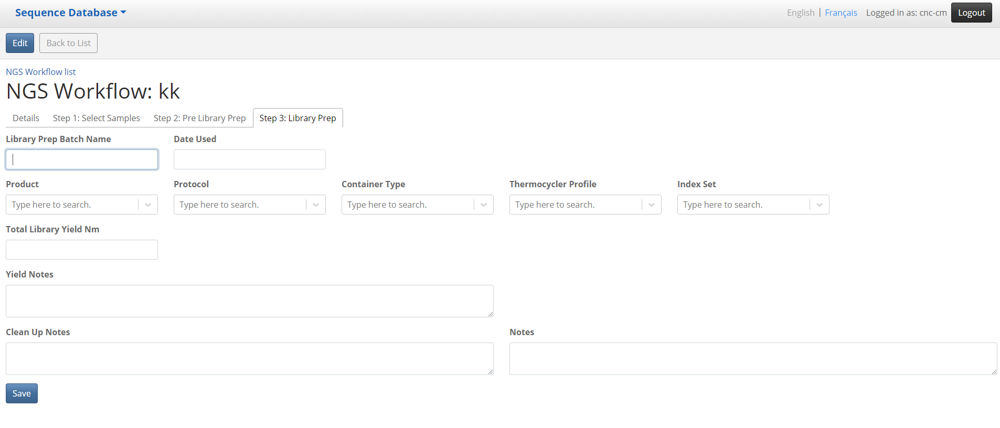 Sequence Database
English | Français Logged in as: cnc-cm Logout
Edit Back to List
NGS Workflow list
NGS Workflow: kk
Details Step 1: Select Samples Step 2: Pre Library Prep Step 3: Library Prep
Library Prep Batch Name Date Used
Product Protocol Container Type Thermocycler Profile Index Set
Type here to search. Type here to search. Type here to search. Type here to search. Type here to search.
Total Library Yield Nm
Yield Notes
Clean Up Notes Notes
Save